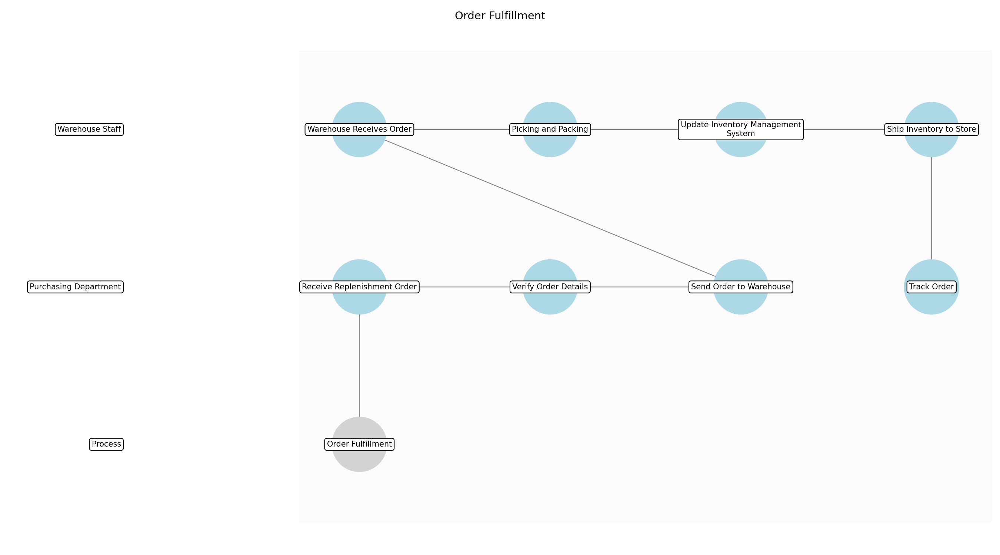 Order Fulfillment
Warehouse Staff
Warehouse Receives Order
Picking and Packing
Update Inventory Management
System
Ship Inventory to Store
Purchasing Department
Receive Replenishment Order
Verify Order Details
Send Order to Warehouse
Track Order
Process
Order Fulfillment